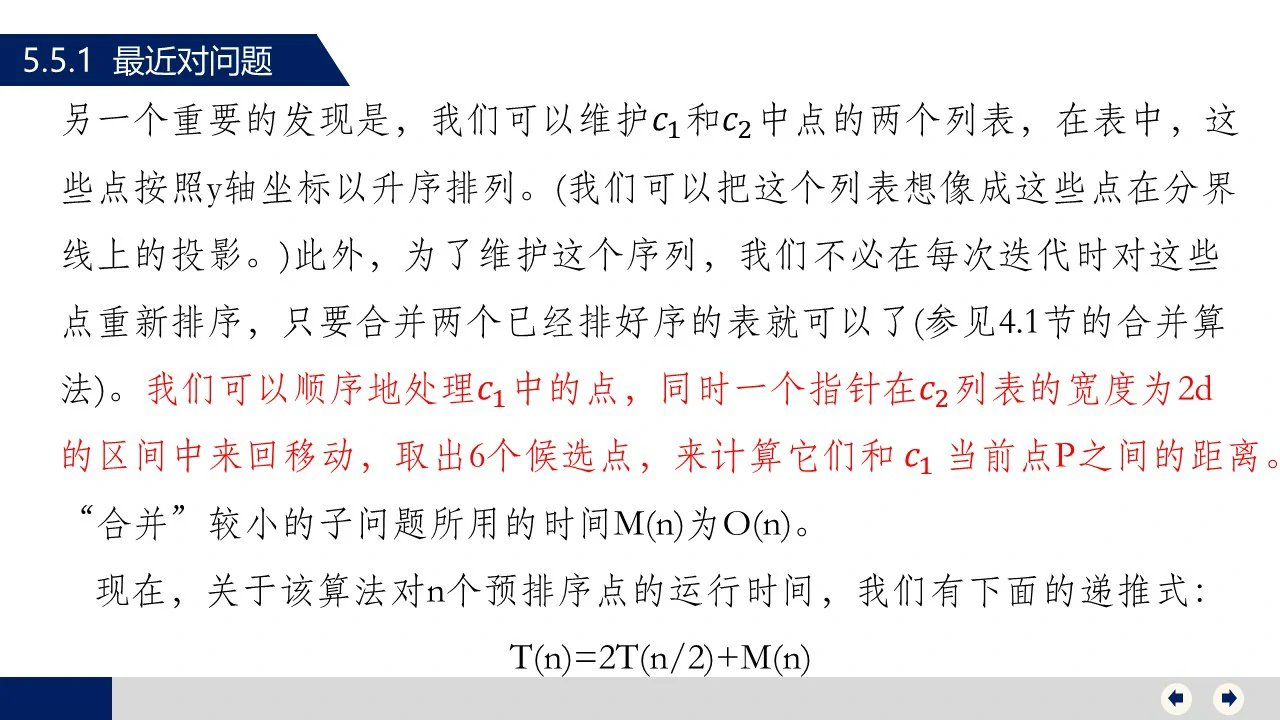 5.5.1 最近对问题
另一个重要的发现是，我们可以维护c₁和c₂中点的两个列表，在表中，这
些点按照y轴坐标以升序排列。(我们可以把这个列表想像成这些点在分界
线上的投影。)此外，为了维护这个序列，我们不必在每次迭代时对这些
点重新排序，只要合并两个已经排好序的表就可以了(参见4.1节的合并算
法)。我们可以顺序地处理c₁中的点，同时一个指针在c₂列表的宽度为2d
的区间中来回移动，取出6个候选点，来计算它们和 c₁ 当前点P之间的距离。
“合并”较小的子问题所用的时间M(n)为O(n)。
现在，关于该算法对n个预排序点的运行时间，我们有下面的递推式：
T(n)=2T(n/2)+M(n)